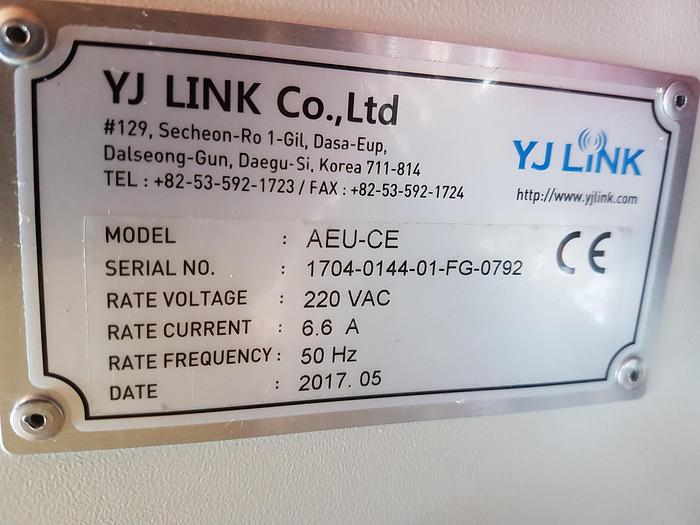 YJ LINK Co.,Ltd
#129, Secheon-Ro 1-Gil, Dasa-Eup,
Dalseong-Gun, Daegu-Si, Korea 711-814
TEL : +82-53-592-1723 / FAX : +82-53-592-1724
YJ LiNK
http://www.yjlink.com
MODEL : AEU-CE
CE
SERIAL NO. : 1704-0144-01-FG-0792
RATE VOLTAGE : 220 VAC
RATE CURRENT : 6.6 A
RATE FREQUENCY : 50 Hz
DATE : 2017. 05